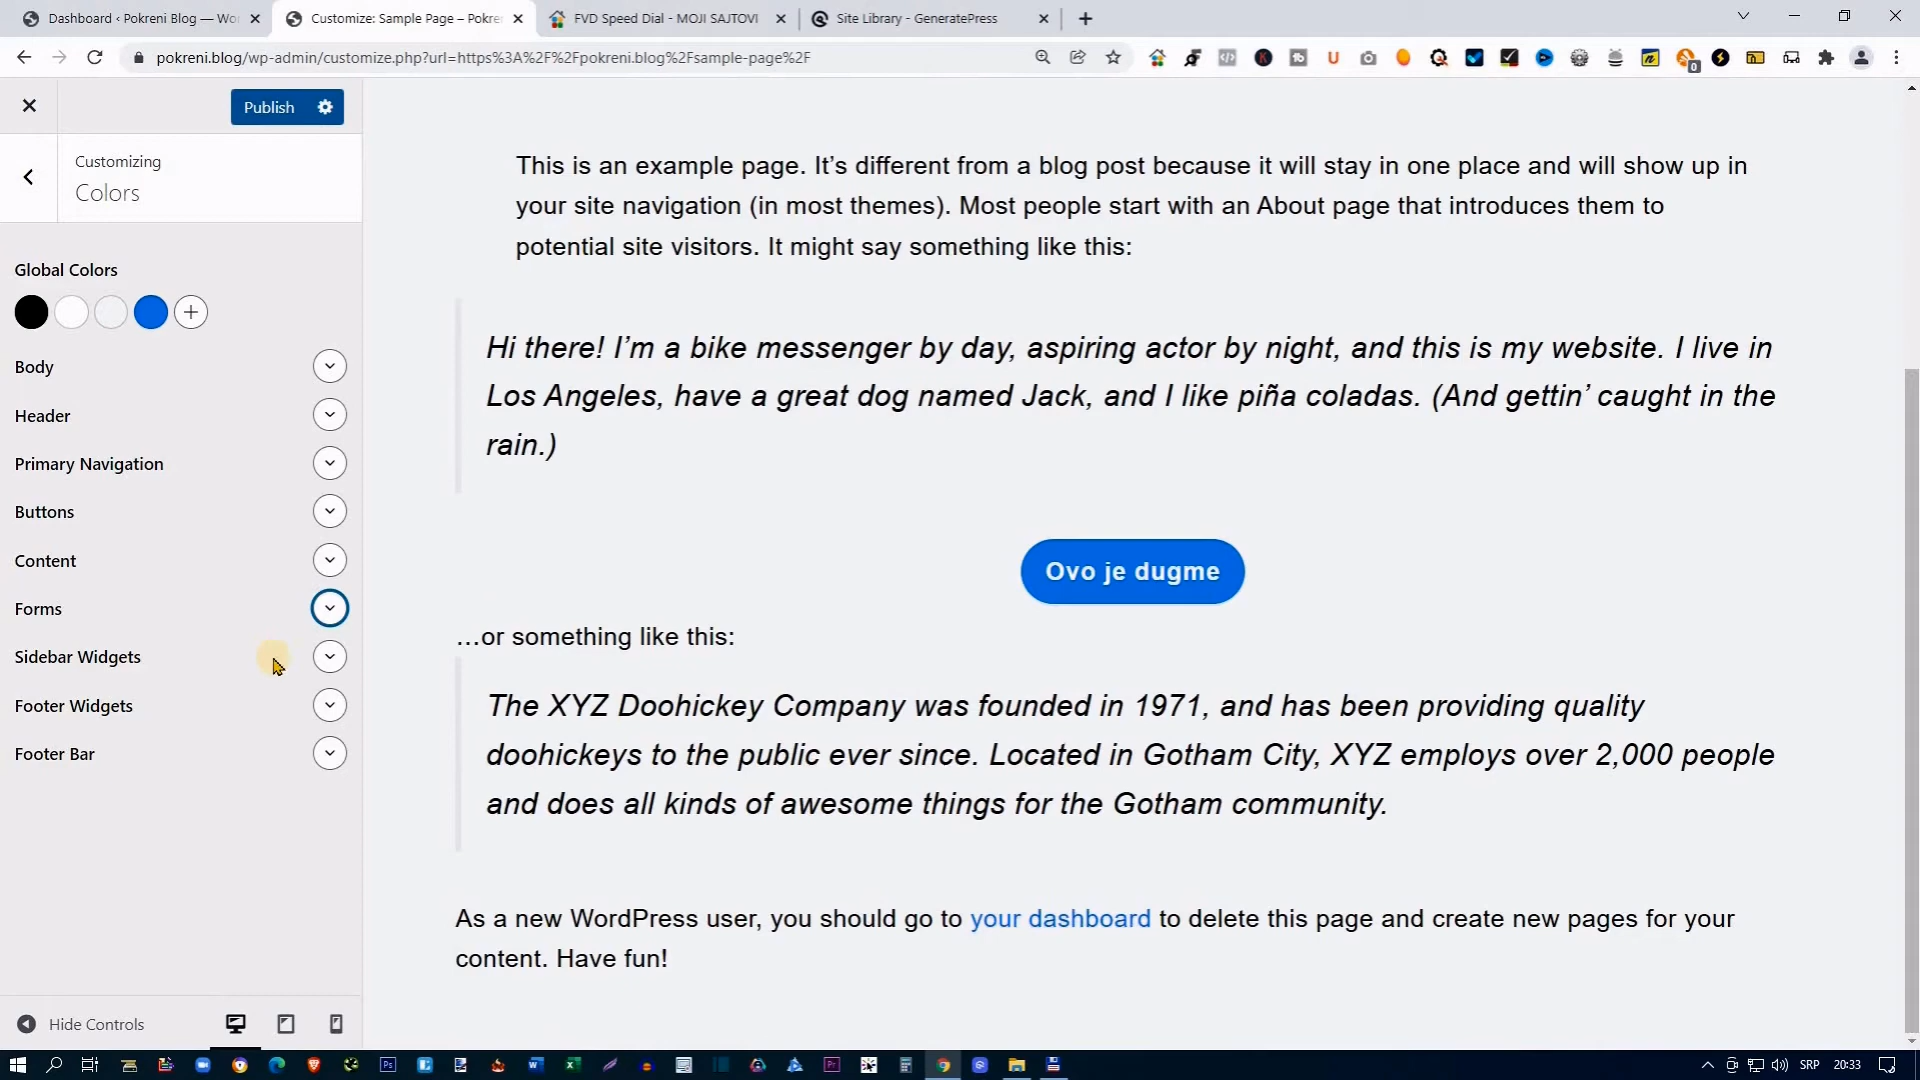 Dashboard ‹ Pokreni Blog — Wo
Customize: Sample Page – Pokre
FVD Speed Dial - MOJI SAJTOVI
Site Library - GeneratePress
pokreni.blog/wp-admin/customize.php?url=https%3A%2F%2Fpokreni.blog%2Fsample-page%2F
Publish
Customizing
Colors
Global Colors
Body
Header
Primary Navigation
Buttons
Content
Forms
Sidebar Widgets
Footer Widgets
Footer Bar
Hide Controls
This is an example page. It’s different from a blog post because it will stay in one place and will show up in
your site navigation (in most themes). Most people start with an About page that introduces them to
potential site visitors. It might say something like this:
Hi there! I’m a bike messenger by day, aspiring actor by night, and this is my website. I live in
Los Angeles, have a great dog named Jack, and I like piña coladas. (And gettin’ caught in the
rain.)
Ovo je dugme
…or something like this:
The XYZ Doohickey Company was founded in 1971, and has been providing quality
doohickeys to the public ever since. Located in Gotham City, XYZ employs over 2,000 people
and does all kinds of awesome things for the Gotham community.
As a new WordPress user, you should go to your dashboard to delete this page and create new pages for your
content. Have fun!
SRP
20:33